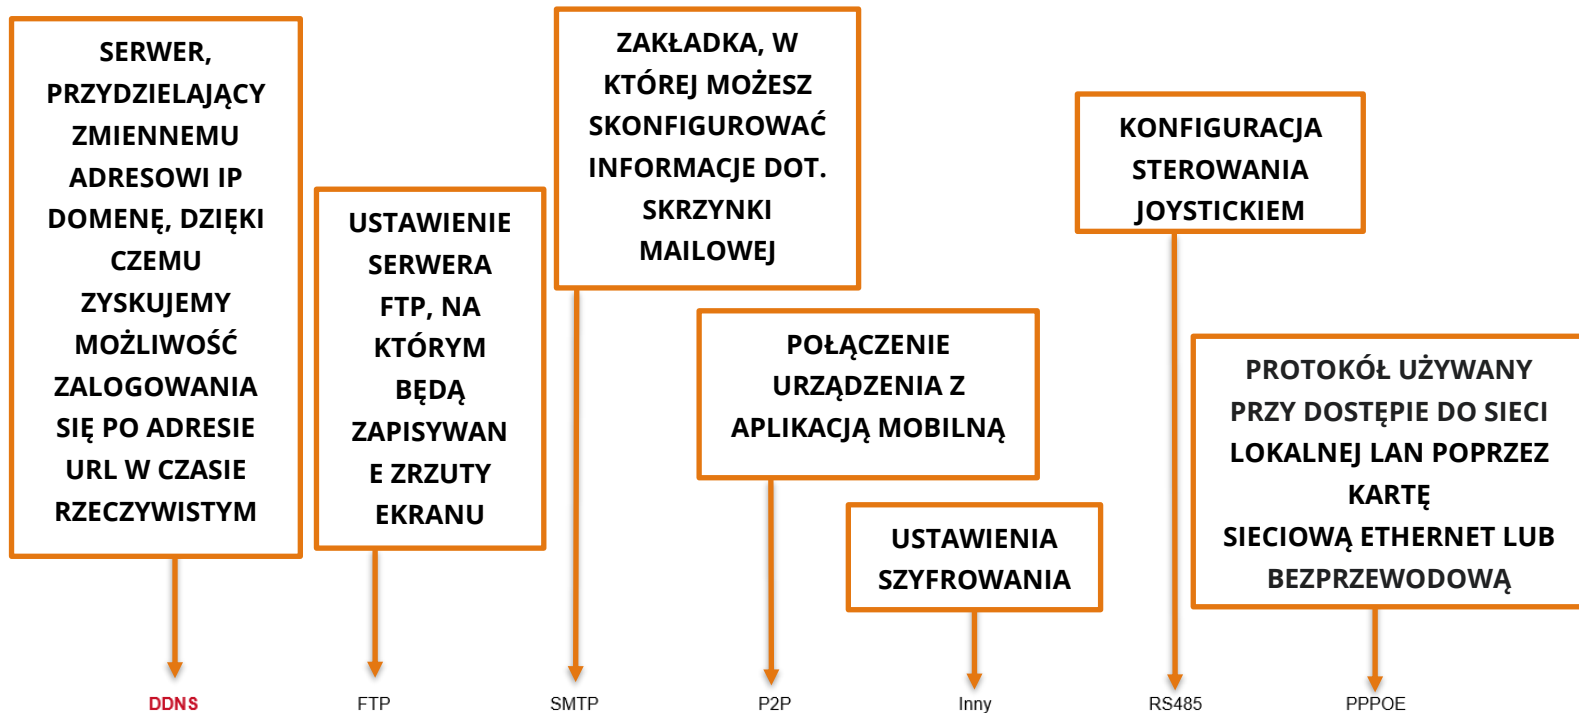 SERWER,
PRZYDZIELAJĄCY
ZMIENNEMU
ADRESOWI IP
DOMENĘ, DZIĘKI
CZEMU
ZYSKUJEMY
MOŻLIWOŚĆ
ZALOGOWANIA
SIĘ PO ADRESIE
URL W CZASIE
RZECZYWISTYM
USTAWIENIE
SERWERA
FTP, NA
KTÓRYM
BĘDĄ
ZAPISYWAN
E ZRZUTY
EKRANU
ZAKŁADKA, W
KTÓREJ MOŻESZ
SKONFIGUROWAĆ
INFORMACJE DOT.
SKRZYNKI
MAILOWEJ
POŁĄCZENIE
URZĄDZENIA Z
APLIKACJĄ MOBILNĄ
USTAWIENIA
SZYFROWANIA
KONFIGURACJA
STEROWANIA
JOYSTICKIEM
PROTOKÓŁ UŻYWANY
PRZY DOSTĘPIE DO SIECI
LOKALNEJ LAN POPRZEZ
KARTĘ
SIECIOWĄ ETHERNET LUB
BEZPRZEWODOWĄ
DDNS
FTP
SMTP
P2P
Inny
RS485
PPPOE